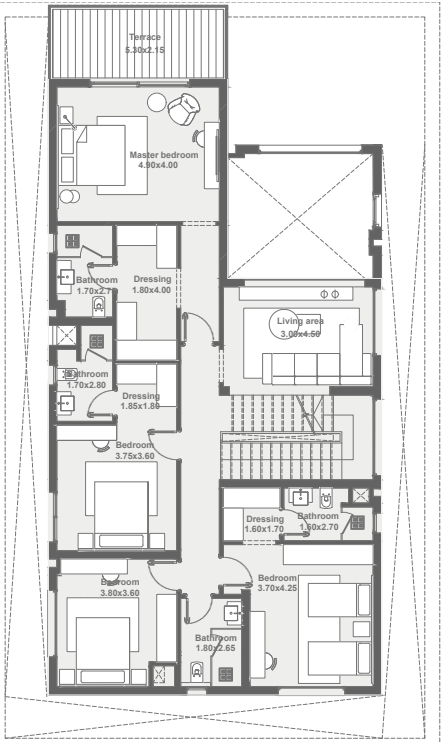 Terrace
5.30x2.15
Master bedroom
4.90x4.00
Bathroom
1.70x2.75
Dressing
1.80x4.00
Living area
3.00x4.50
Bathroom
1.70x2.80
Dressing
1.85x1.80
Bedroom
3.75x3.60
Dressing
1.60x1.70
Bathroom
1.60x2.70
Bedroom
3.80x3.60
Bedroom
3.70x4.25
Bathroom
1.80x2.65